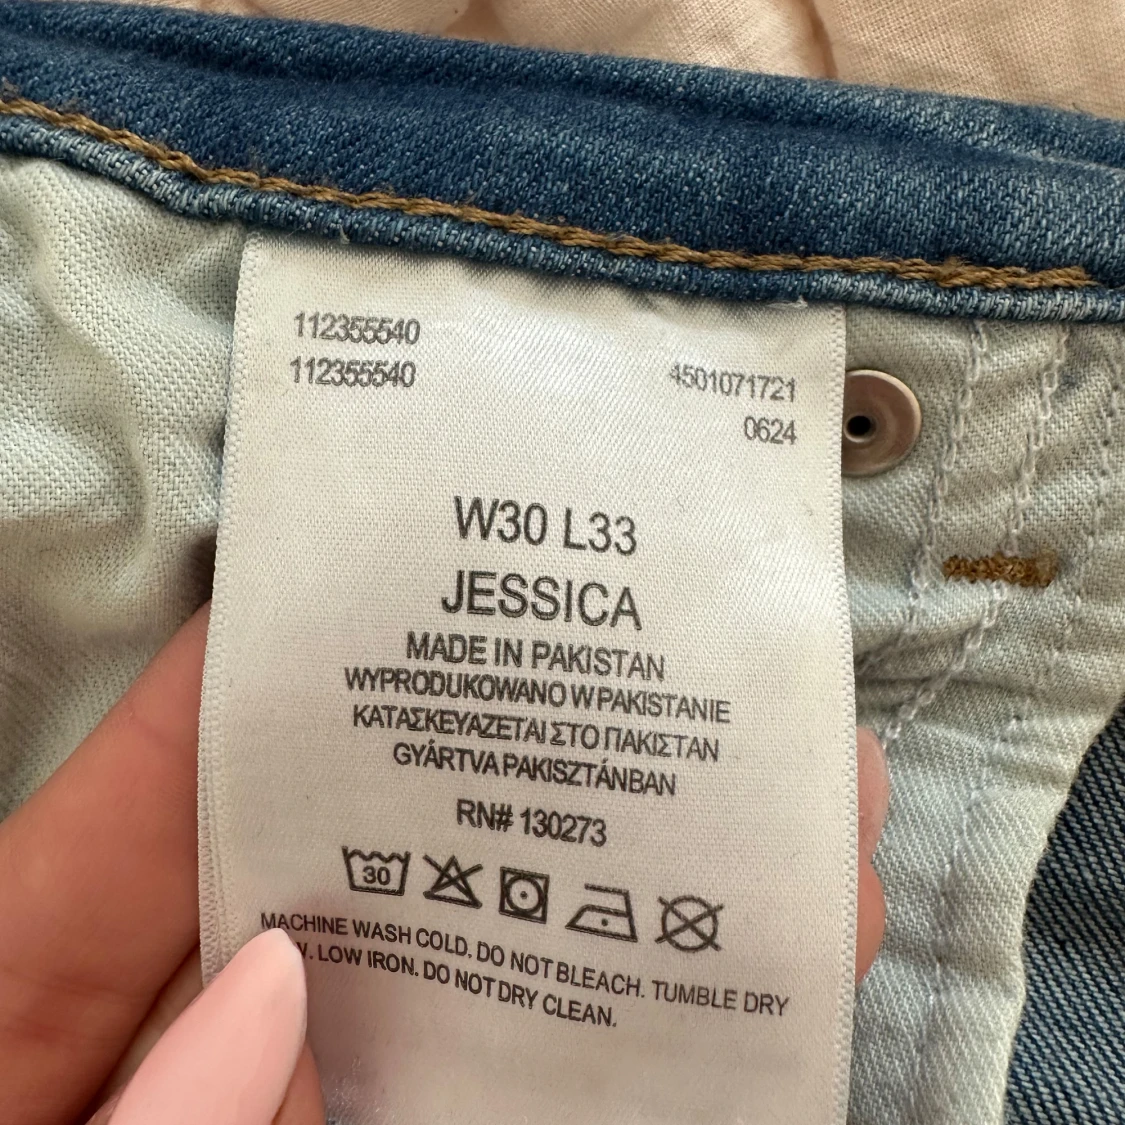 112355540
112355540
4501071721
0624
W30 L33
JESSICA
MADE IN PAKISTAN
WYPRODUKOWANO W PAKISTANIE
ΚΑΤΑΣΚΕΥΑΖΕΤΑΙ ΣΤΟ ΠΑΚΙΣΤΑΝ
GYÁRTVA PAKISZTÁNBAN
RN# 130273
30
MACHINE WASH COLD. DO NOT BLEACH. TUMBLE DRY
LOW IRON. DO NOT DRY CLEAN.